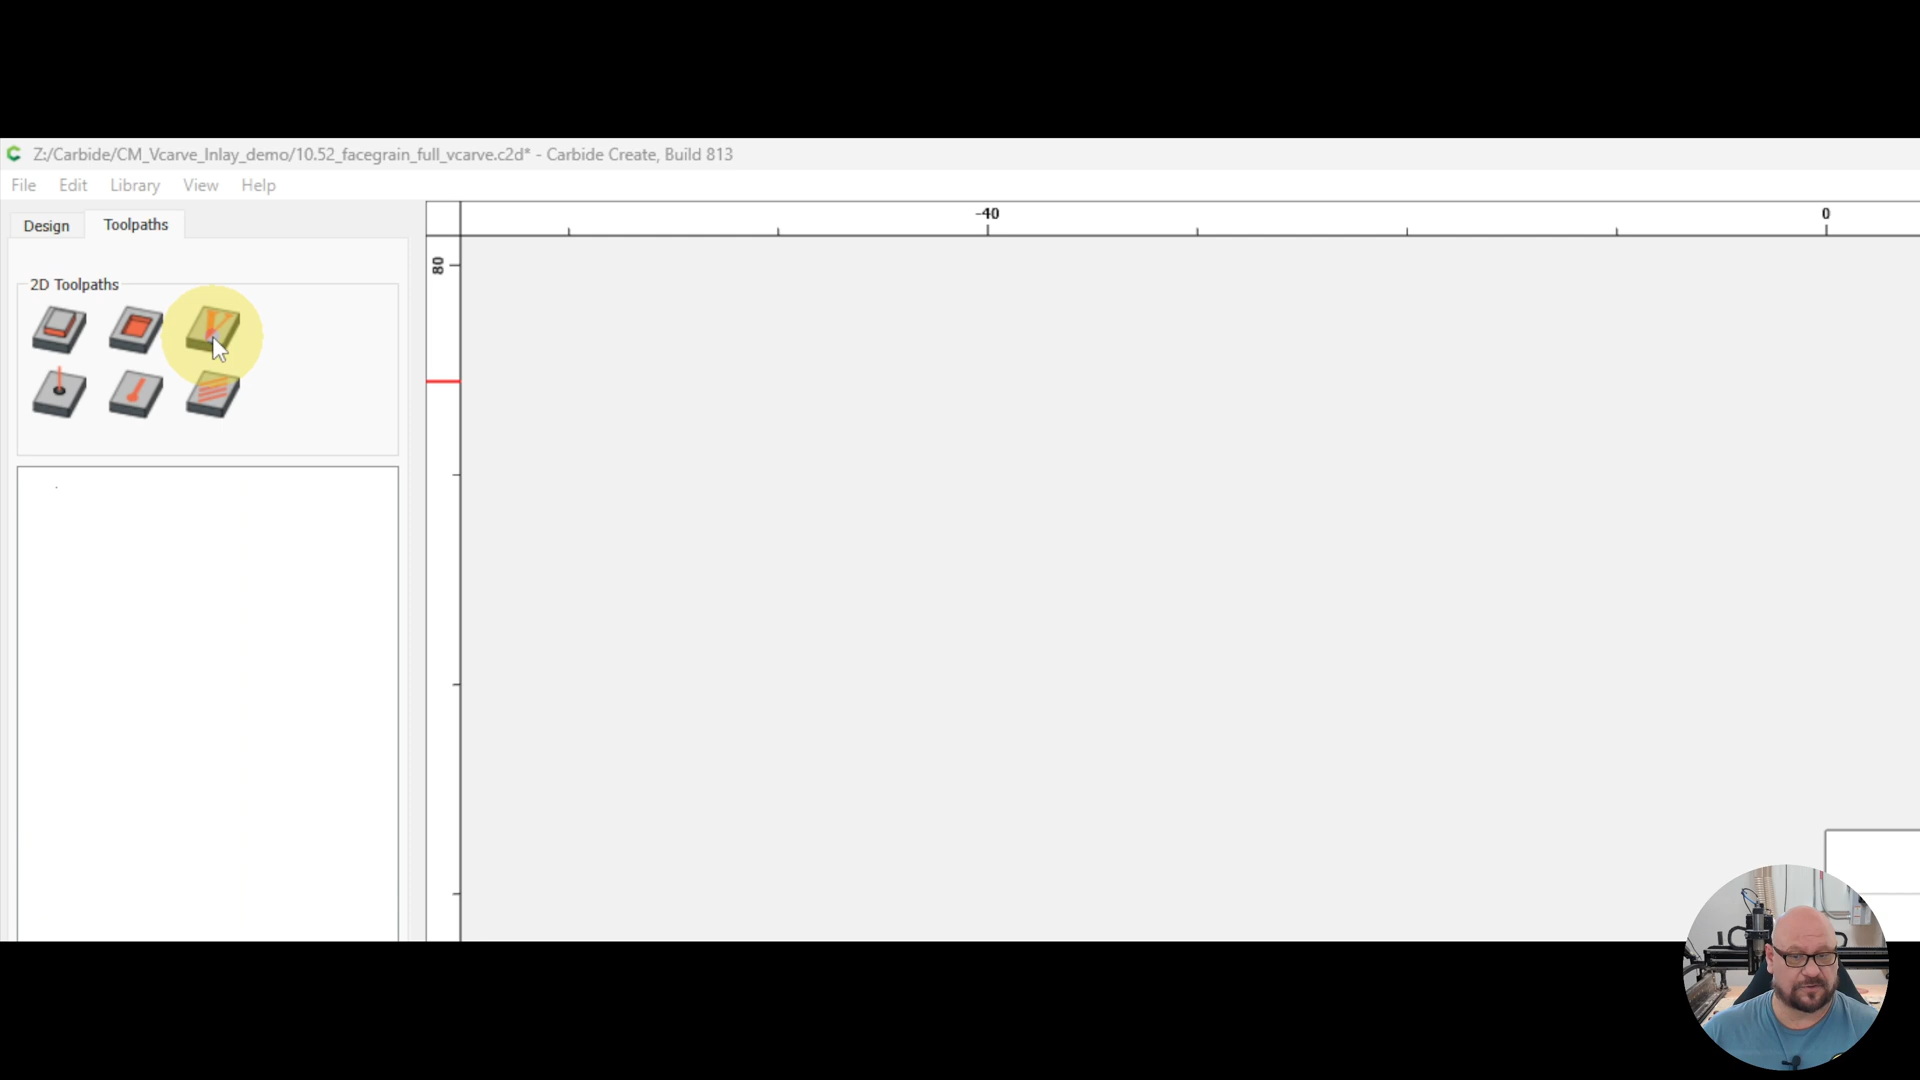 Z:/Carbide/CM_Vcarve_Inlay_demo/10.52_facegrain_full_vcarve.c2d* - Carbide Create, Build 813
File Edit Library View Help
Design Toolpaths
-40 0
80
2D Toolpaths